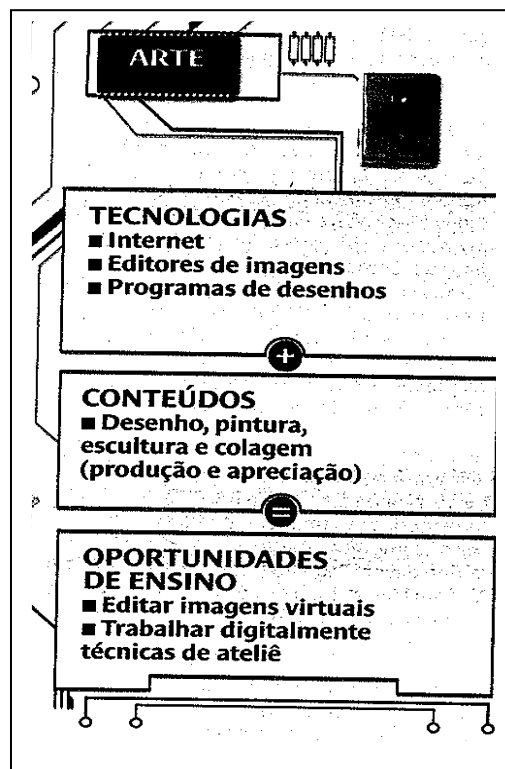 ARTE
TECNOLOGIAS
■ Internet
■ Editores de imagens
■ Programas de desenhos
+
CONTEÚDOS
■ Desenho, pintura,
escultura e colagem
(produção e apreciação)
=
OPORTUNIDADES
DE ENSINO
■ Editar imagens virtuais
■ Trabalhar digitalmente
técnicas de ateliê